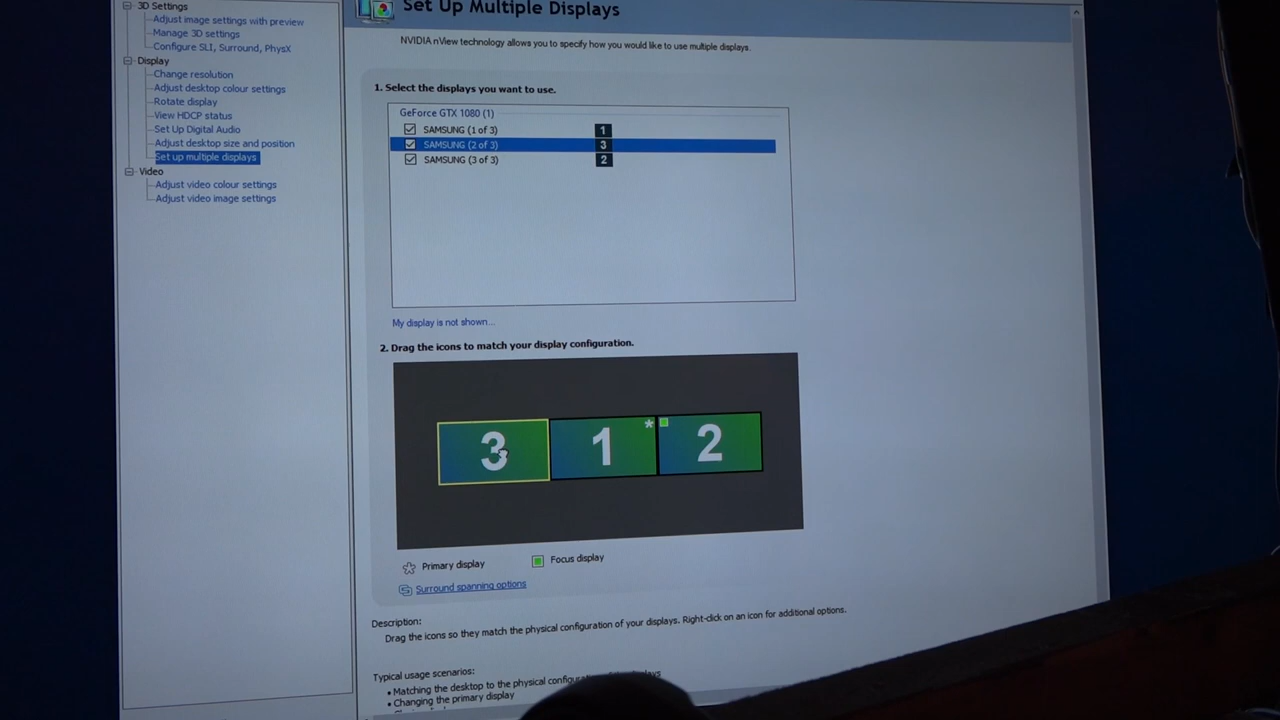 3D Settings
Adjust image settings with preview
Manage 3D settings
Configure SLI, Surround, PhysX
Display
Change resolution
Adjust desktop colour settings
Rotate display
View HDCP status
Set Up Digital Audio
Adjust desktop size and position
Set up multiple displays
Video
Adjust video colour settings
Adjust video image settings
Set Up Multiple Displays
NVIDIA nView technology allows you to specify how you would like to use multiple displays.
1. Select the displays you want to use.
GeForce GTX 1080 (1)
SAMSUNG (1 of 3) 1
SAMSUNG (2 of 3) 3
SAMSUNG (3 of 3) 2
My display is not shown...
2. Drag the icons to match your display configuration.
3 1 * 2
Primary display Focus display
Surround spanning options
Description:
Drag the icons so they match the physical configuration of your displays. Right-click on an icon for additional options.
Typical usage scenarios:
• Matching the desktop to the physical
• Changing the primary display